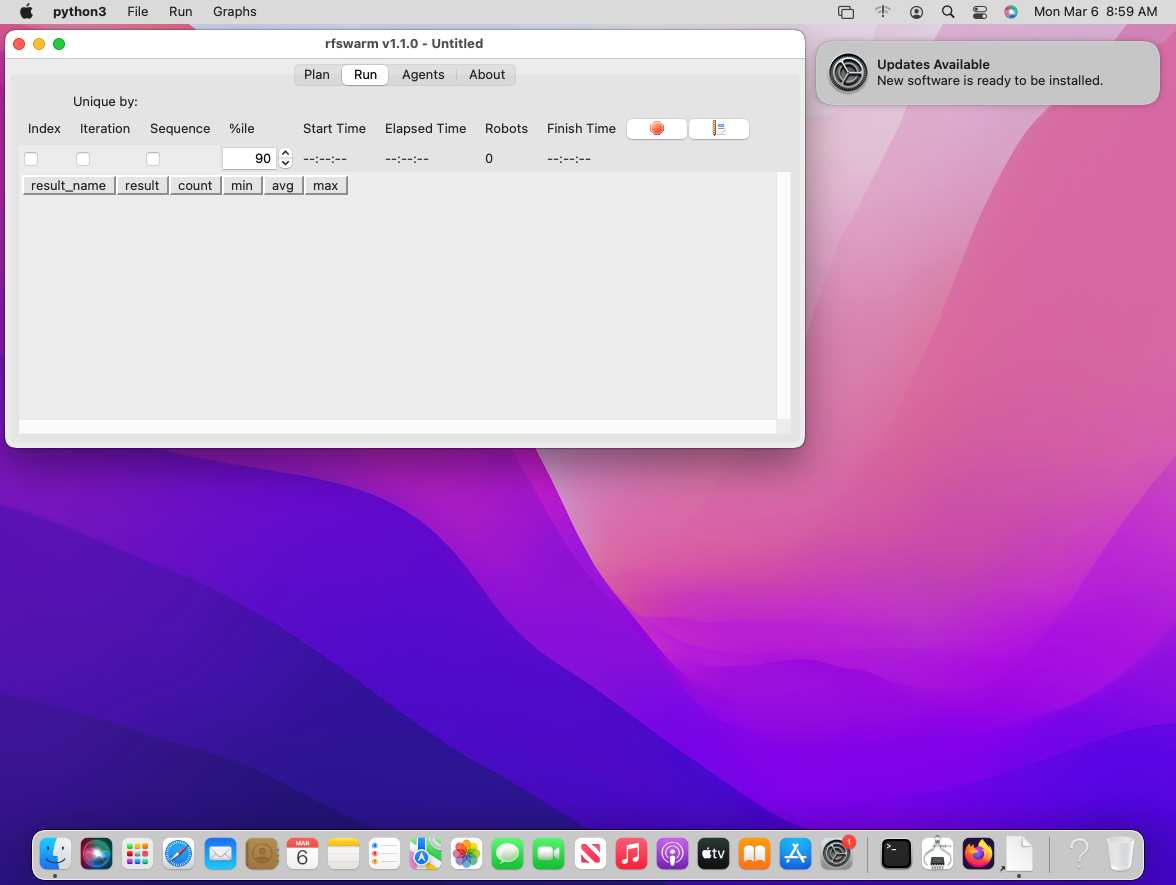 python3 File Run Graphs Mon Mar 6 8:59 AM
rfswarm v1.1.0 - Untitled
Updates Available
New software is ready to be installed.
Plan Run Agents About
Unique by:
Index Iteration Sequence %ile Start Time Elapsed Time Robots Finish Time
90 --:--:-- --:--:-- 0 --:--:--
result_name result count min avg max
MAR
6
tv
1